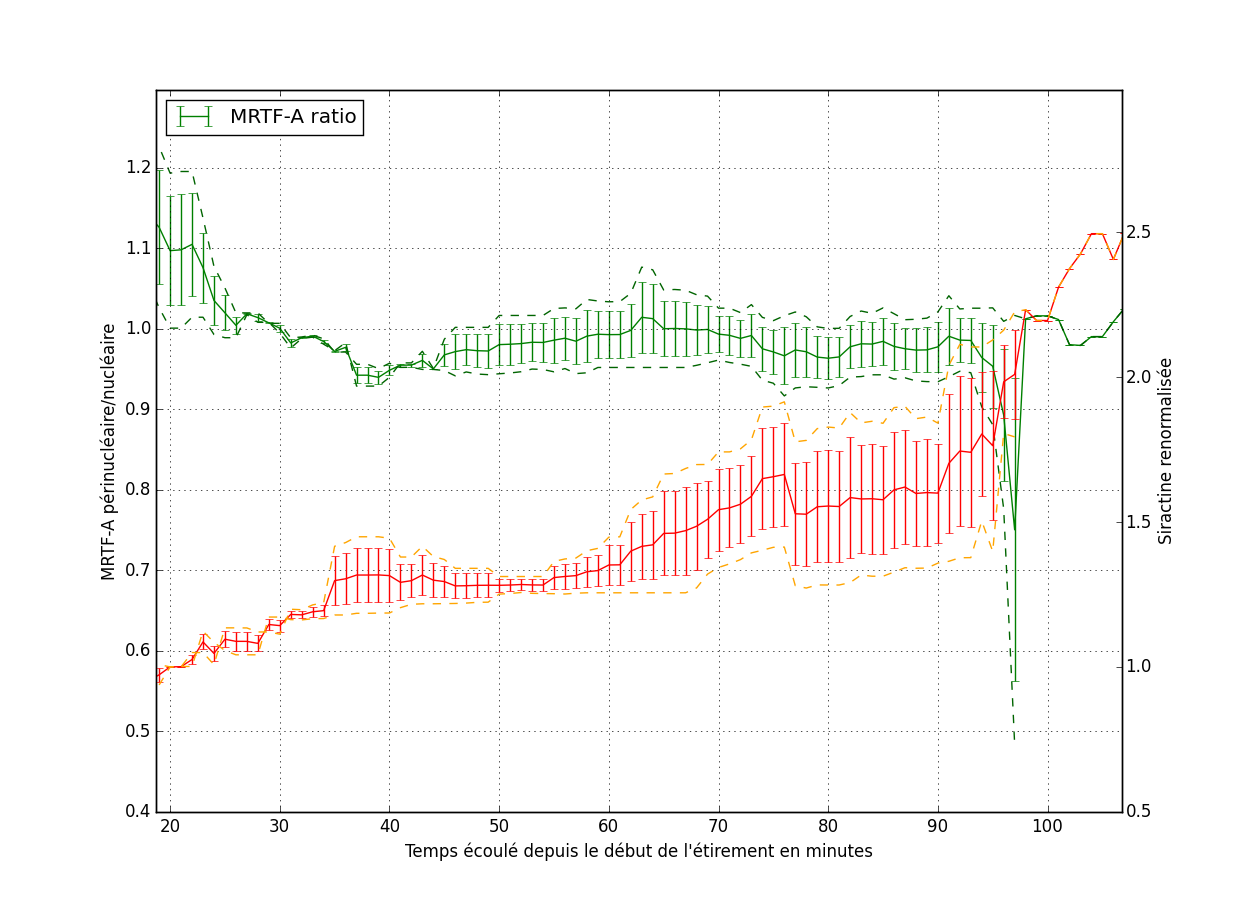 MRTF-A ratio
1.2
1.1
1.0
0.9
0.8
0.7
0.6
0.5
0.4
MRTF-A périnucléaire/nucléaire
2.5
2.0
1.5
1.0
0.5
Siractine renormalisée
20 30 40 50 60 70 80 90 100
Temps écoulé depuis le début de l'étirement en minutes